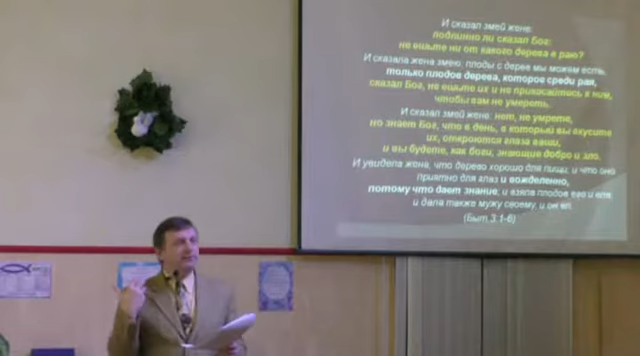 И сказал змей жене:
подлинно ли сказал Бог:
не ешьте ни от какого дерева в раю?
И сказала жена змею: плоды с дерев мы можем есть,
только плодов дерева, которое среди рая,
сказал Бог, не ешьте их и не прикасайтесь к ним,
чтобы вам не умереть.
И сказал змей жене: нет, не умрете,
но знает Бог, что в день, в который вы вкусите
их, откроются глаза ваши,
и вы будете, как боги, знающие добро и зло.
И увидела жена, что дерево хорошо для пищи, и что оно
приятно для глаз и вожделенно,
потому что дает знание; и взяла плодов его и ела;
и дала также мужу своему, и он ел.
(Быт.3:1-6)